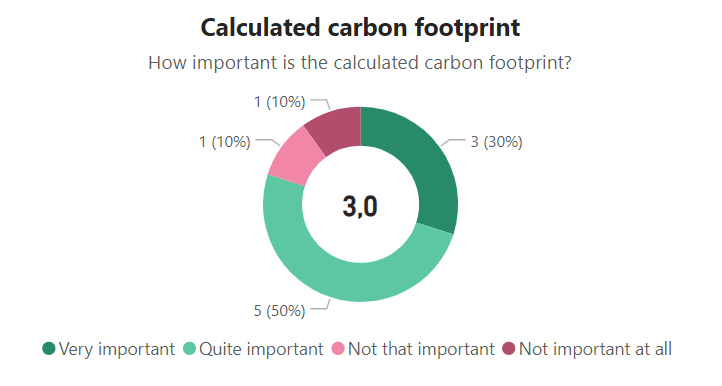 Calculated carbon footprint
How important is the calculated carbon footprint?
1 (10%)
1 (10%)
3 (30%)
3,0
5 (50%)
Very important Quite important Not that important Not important at all